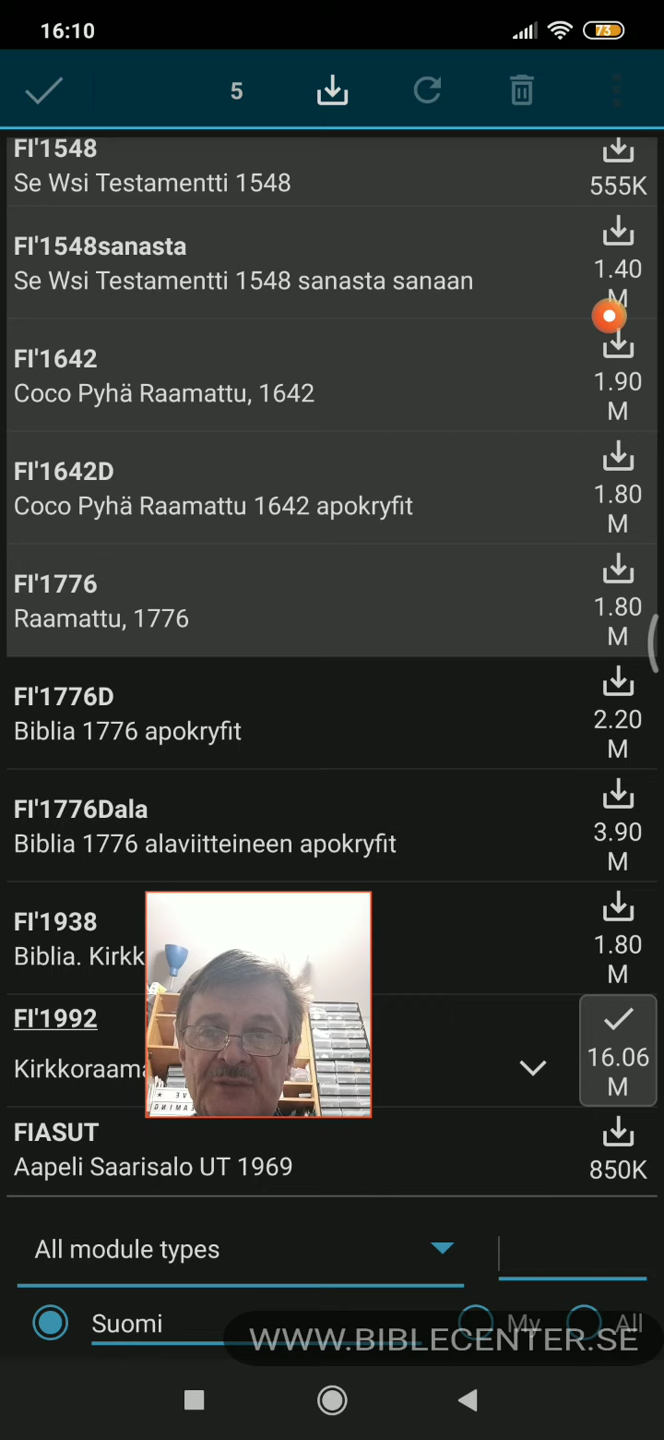 16:10
73
5
FI'1548
Se Wsi Testamentti 1548
555K
FI'1548sanasta
Se Wsi Testamentti 1548 sanasta sanaan
1.40
M
FI'1642
Coco Pyhä Raamattu, 1642
1.90
M
FI'1642D
Coco Pyhä Raamattu 1642 apokryfit
1.80
M
FI'1776
Raamattu, 1776
1.80
M
FI'1776D
Biblia 1776 apokryfit
2.20
M
FI'1776Dala
Biblia 1776 alaviitteineen apokryfit
3.90
M
FI'1938
Biblia. Kirkk
1.80
M
FI'1992
Kirkkoraama
16.06
M
FIASUT
Aapeli Saarisalo UT 1969
850K
All module types
Suomi
My
All
WWW.BIBLECENTER.SE